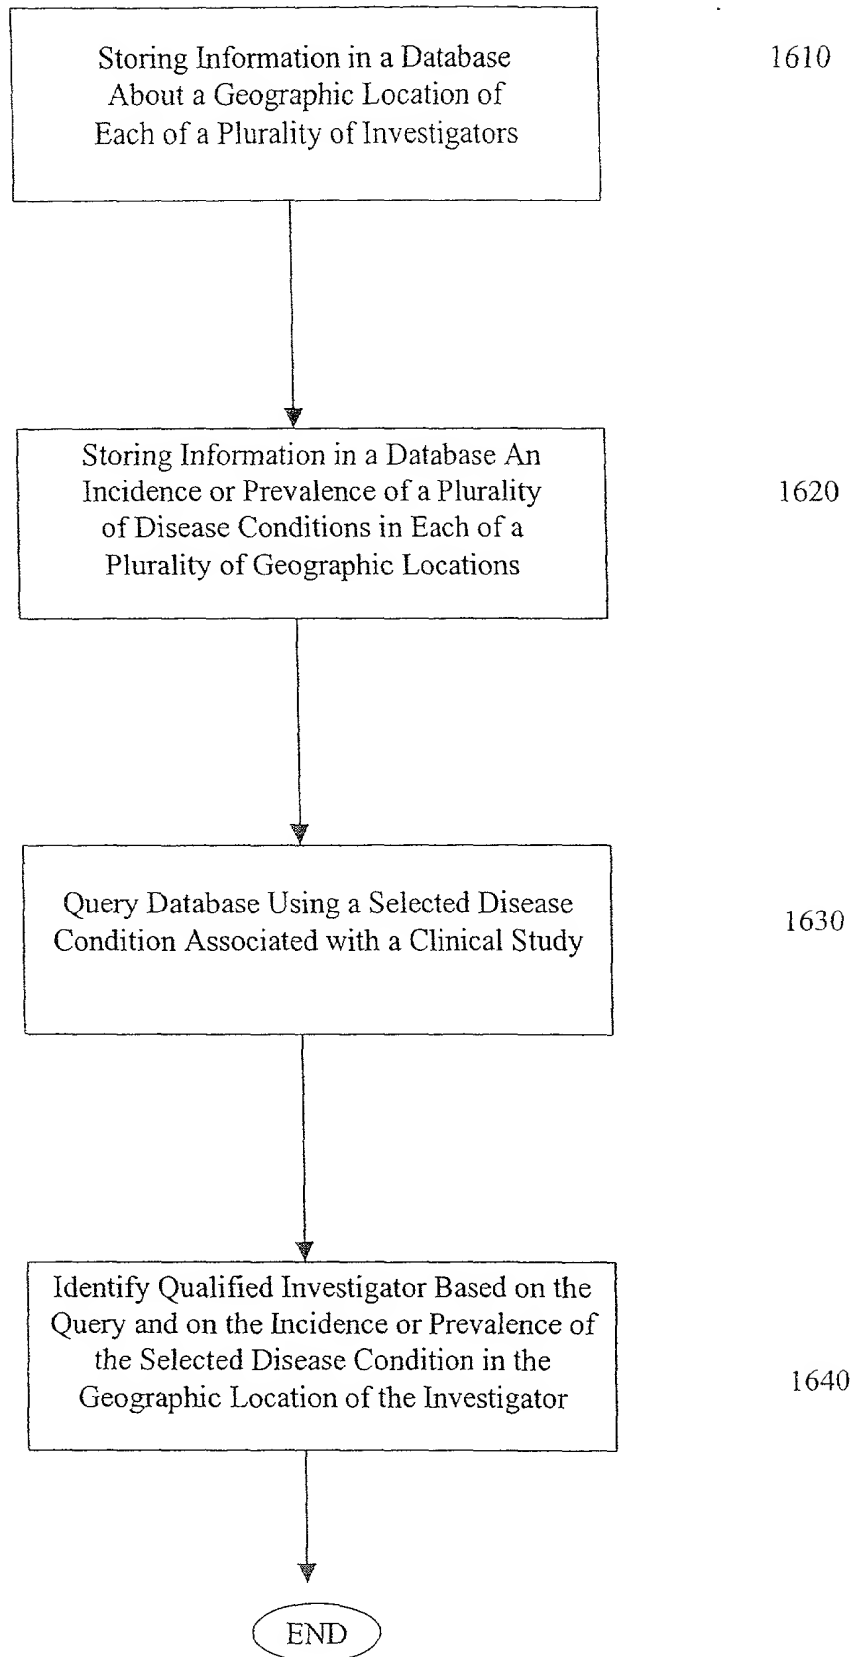 Storing Information in a Database
About a Geographic Location of
Each of a Plurality of Investigators
1610
Storing Information in a Database An
Incidence or Prevalence of a Plurality
of Disease Conditions in Each of a
Plurality of Geographic Locations
1620
Query Database Using a Selected Disease
Condition Associated with a Clinical Study
1630
Identify Qualified Investigator Based on the
Query and on the Incidence or Prevalence of
the Selected Disease Condition in the
Geographic Location of the Investigator
1640
END